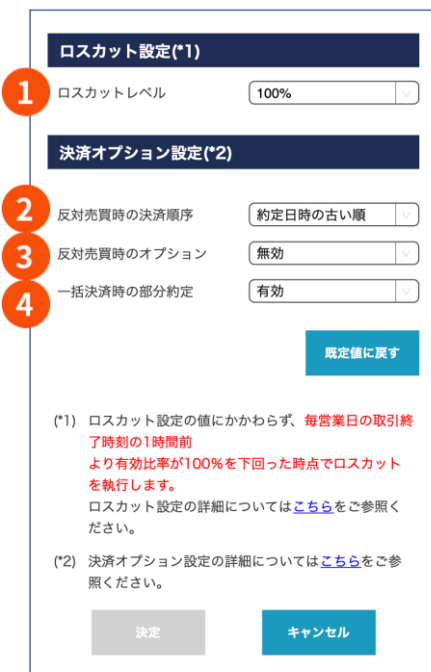 ロスカット設定(*1)
1 ロスカットレベル 100%
決済オプション設定(*2)
2 反対売買時の決済順序 約定日時の古い順
3 反対売買時のオプション 無効
4 一括決済時の部分約定 有効
既定値に戻す
(*1) ロスカット設定の値にかかわらず、毎営業日の取引終
了時刻の1時間前
より有効比率が100%を下回った時点でロスカット
を執行します。
ロスカット設定の詳細についてはこちらをご参照く
ださい。
(*2) 決済オプション設定の詳細についてはこちらをご参
照ください。
決定 キャンセル